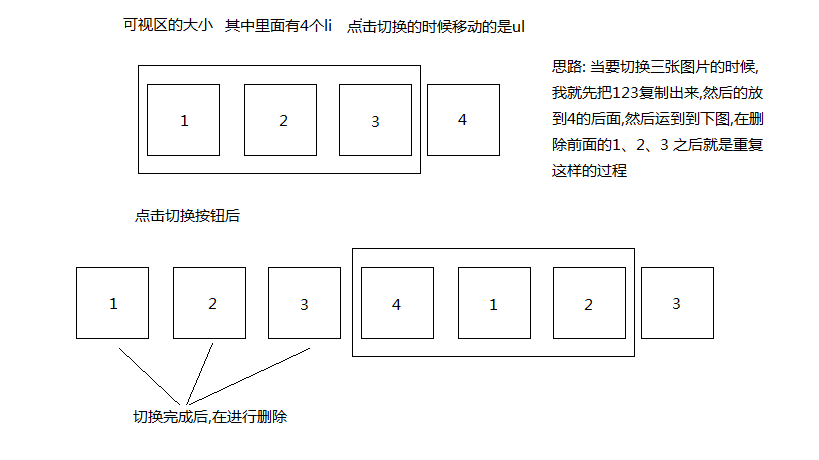 可视区的大小 其中里面有4个li 点击切换的时候移动的是ul
思路: 当要切换三张图片的时候,
我就先把123复制出来,然后的放
到4的后面,然后运到到下图,在删
除前面的1、2、3 之后就是重复
这样的过程
1 2 3 4
点击切换按钮后
1 2 3 4 1 2 3
切换完成后,在进行删除